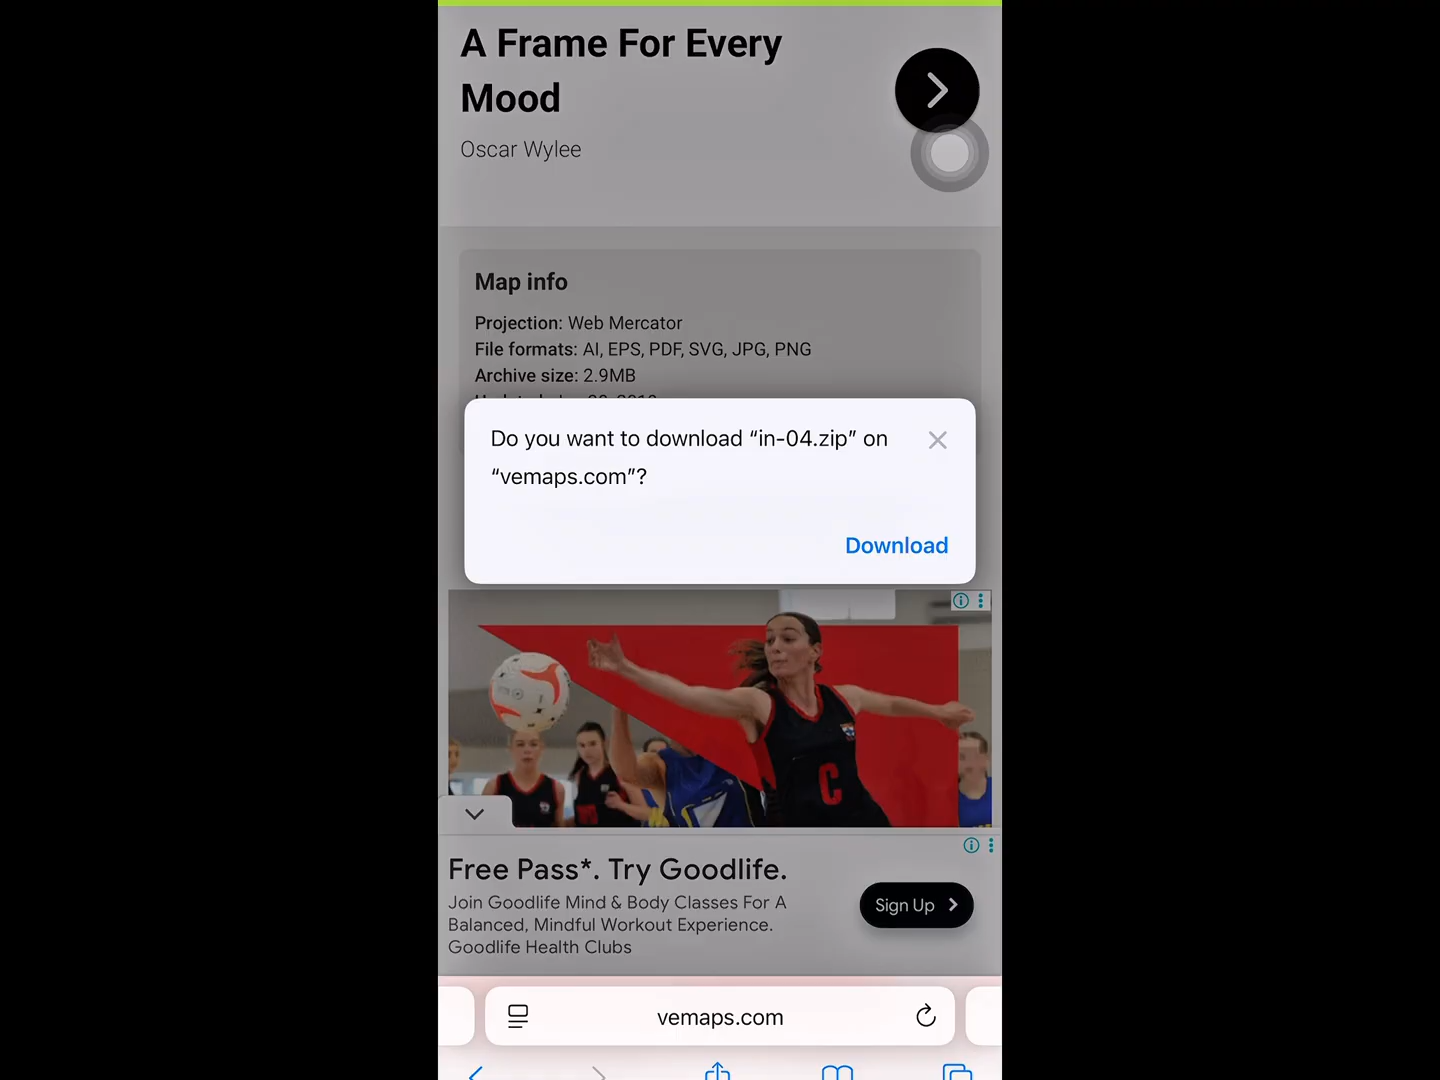 A Frame For Every
Mood
Oscar Wylee
Map info
Projection: Web Mercator
File formats: AI, EPS, PDF, SVG, JPG, PNG
Archive size: 2.9MB
Do you want to download “in-04.zip” on
“vemaps.com”?
Download
C
Free Pass*. Try Goodlife.
Join Goodlife Mind & Body Classes For A
Balanced, Mindful Workout Experience.
Goodlife Health Clubs
Sign Up
vemaps.com